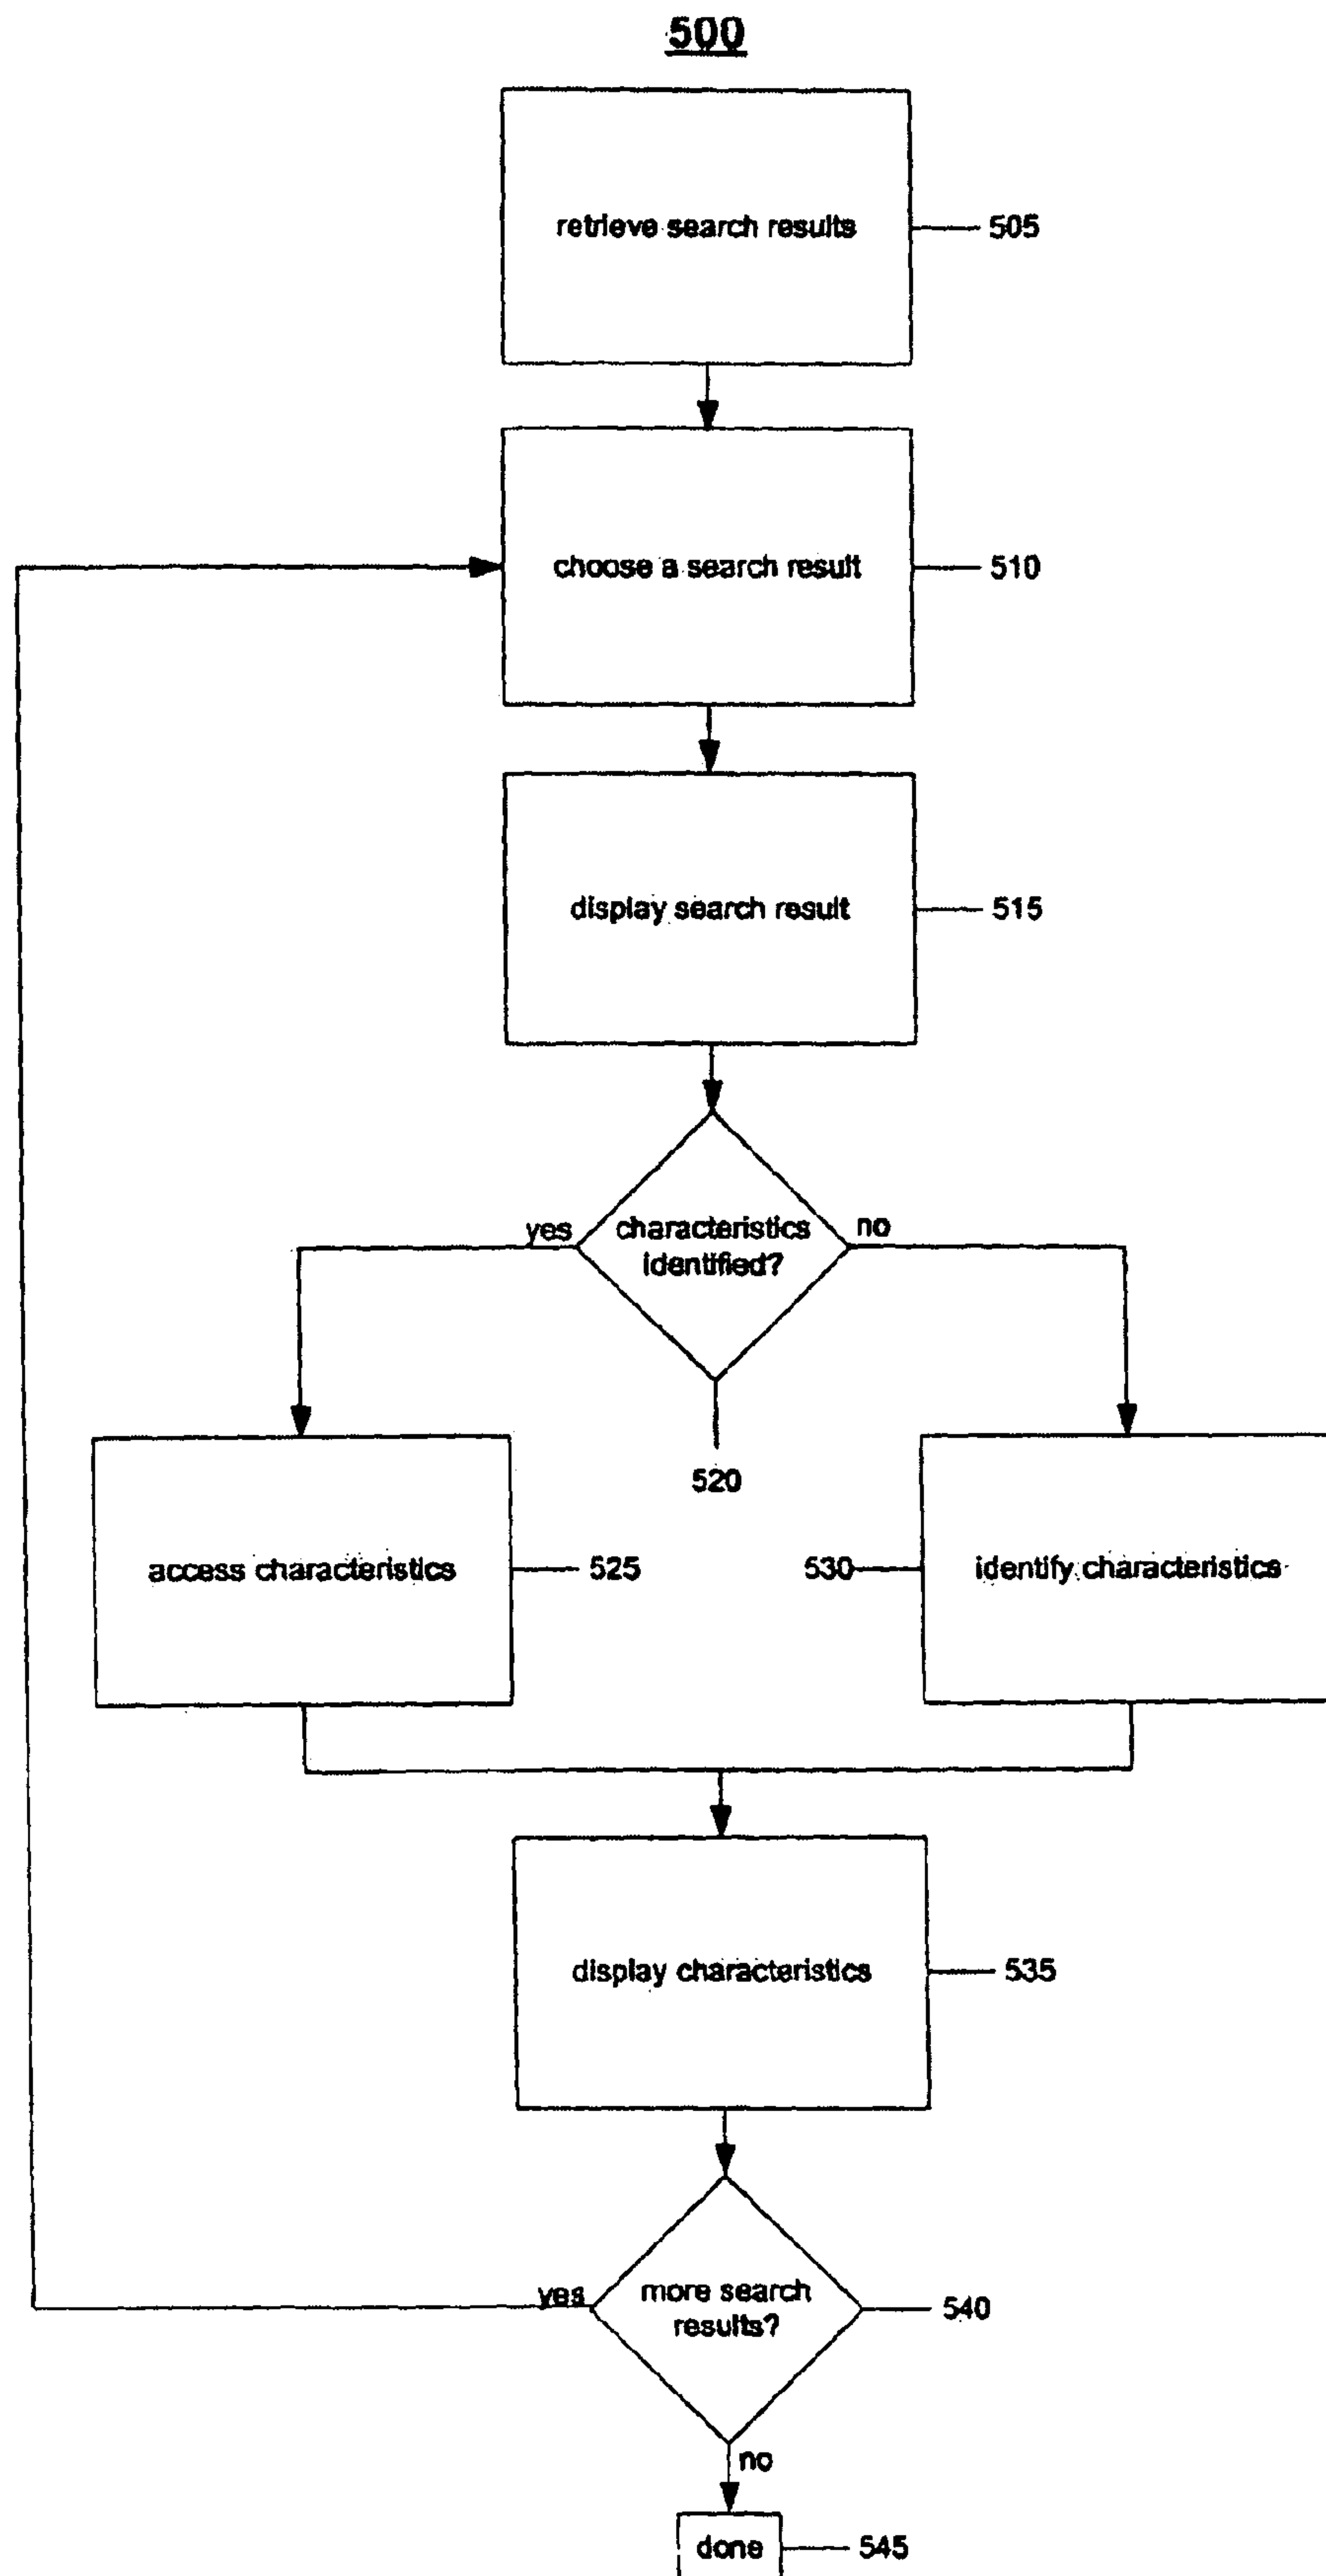 500
retrieve search results
505
choose a search result
510
display search result
515
yes
characteristics
identified?
no
520
access characteristics
525
530
identify characteristics
display characteristics
535
yes
more search
results?
540
no
done
545